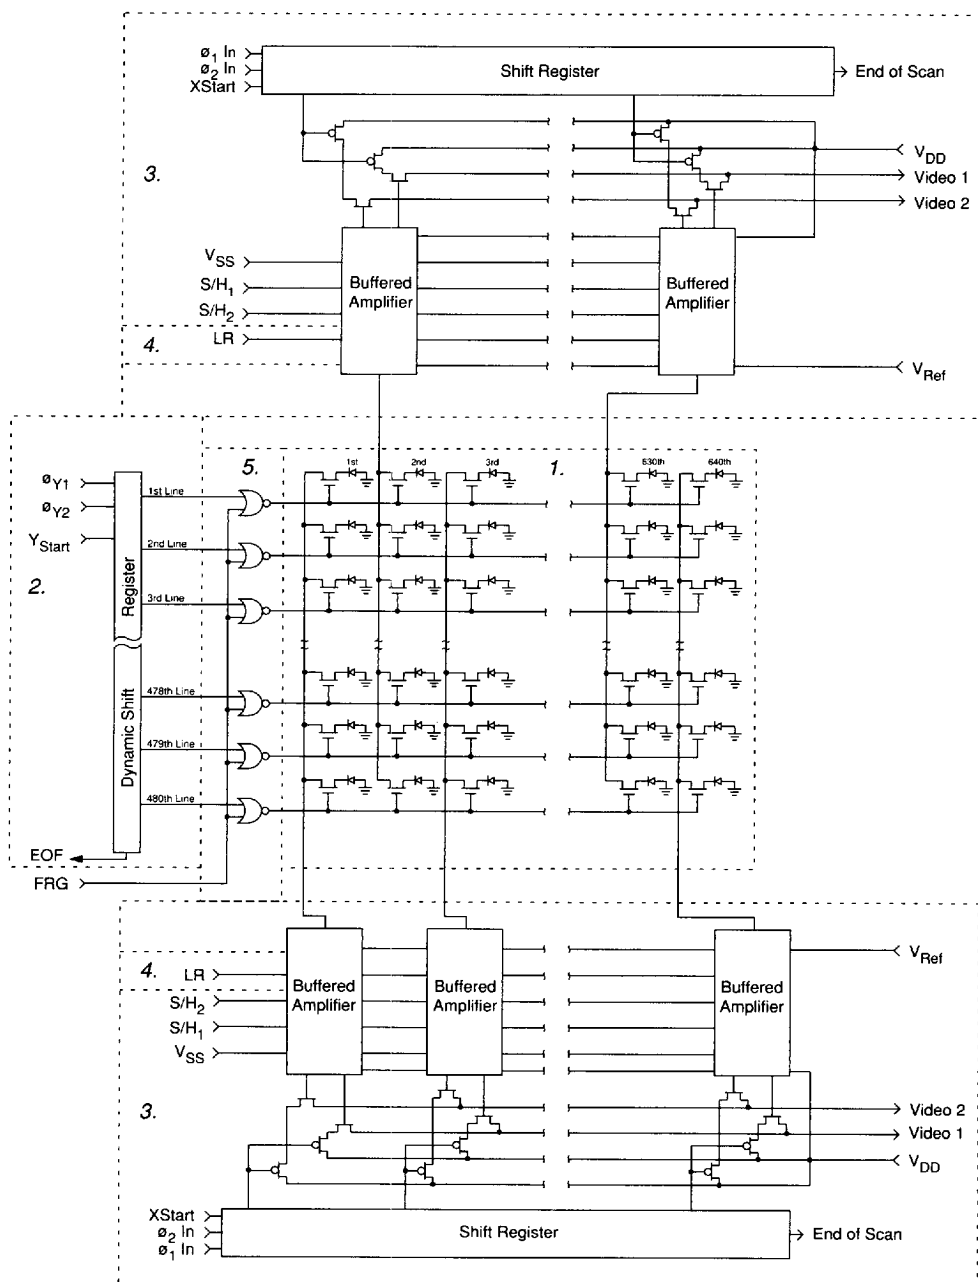 ø1 In
ø2 In
XStart
Shift Register
End of Scan
3.
VDD
Video 1
Video 2
VSS
S/H1
S/H2
LR
4.
Buffered Amplifier
Buffered Amplifier
VRef
5.
1.
1st
2nd
3rd
630th
640th
øY1
øY2
YStart
2.
Dynamic Shift Register
1st Line
2nd Line
3rd Line
478th Line
479th Line
480th Line
EOF
FRG
4.
LR
S/H2
S/H1
VSS
Buffered Amplifier
Buffered Amplifier
Buffered Amplifier
VRef
3.
Video 2
Video 1
VDD
XStart
ø2 In
ø1 In
Shift Register
End of Scan